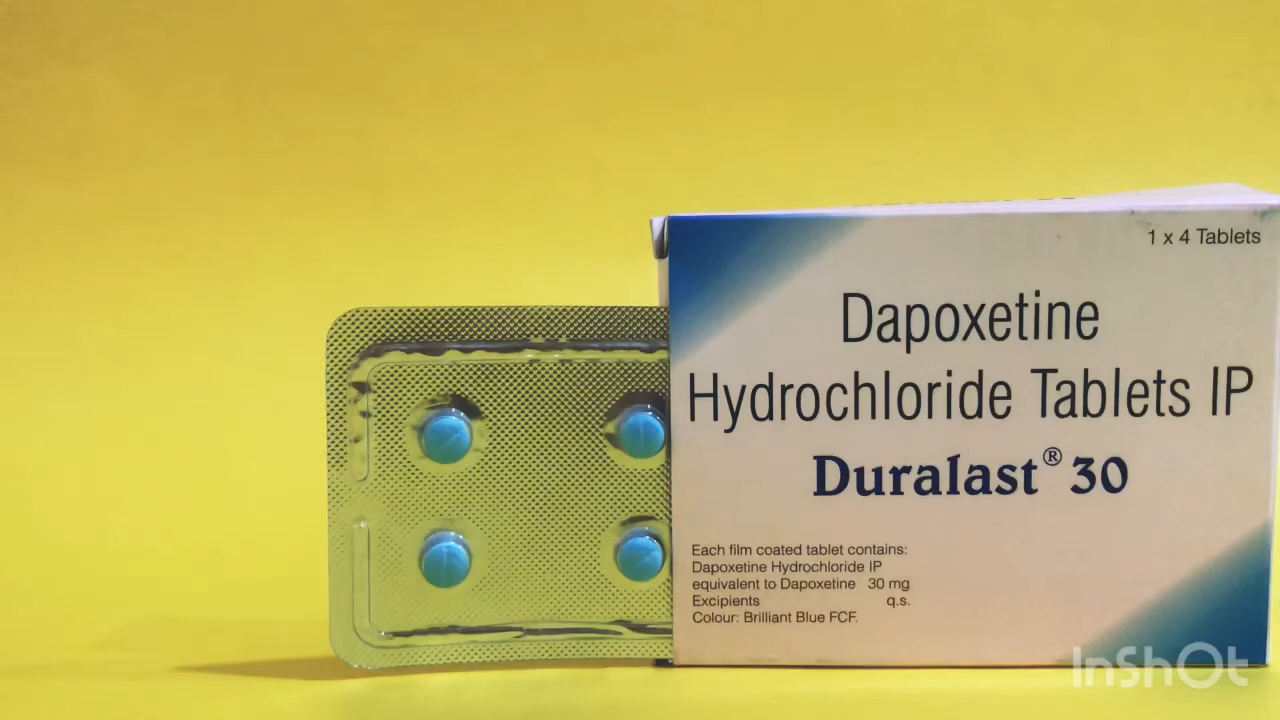 1 x 4 Tablets
Dapoxetine
Hydrochloride Tablets IP
Duralast® 30
Each film coated tablet contains:
Dapoxetine Hydrochloride IP
equivalent to Dapoxetine 30 mg
Excipients q.s.
Colour: Brilliant Blue FCF.
InShOt